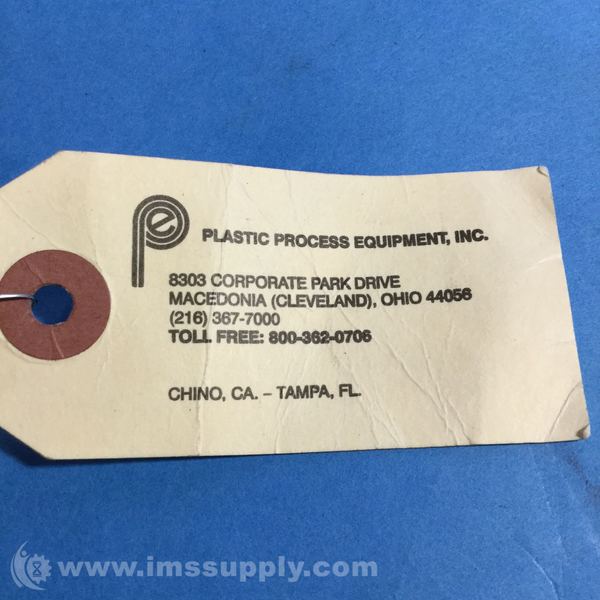 pe
PLASTIC PROCESS EQUIPMENT, INC.
8303 CORPORATE PARK DRIVE
MACEDONIA (CLEVELAND), OHIO 44056
(216) 367-7000
TOLL FREE: 800-362-0706
CHINO, CA. – TAMPA, FL.
www.imssupply.com